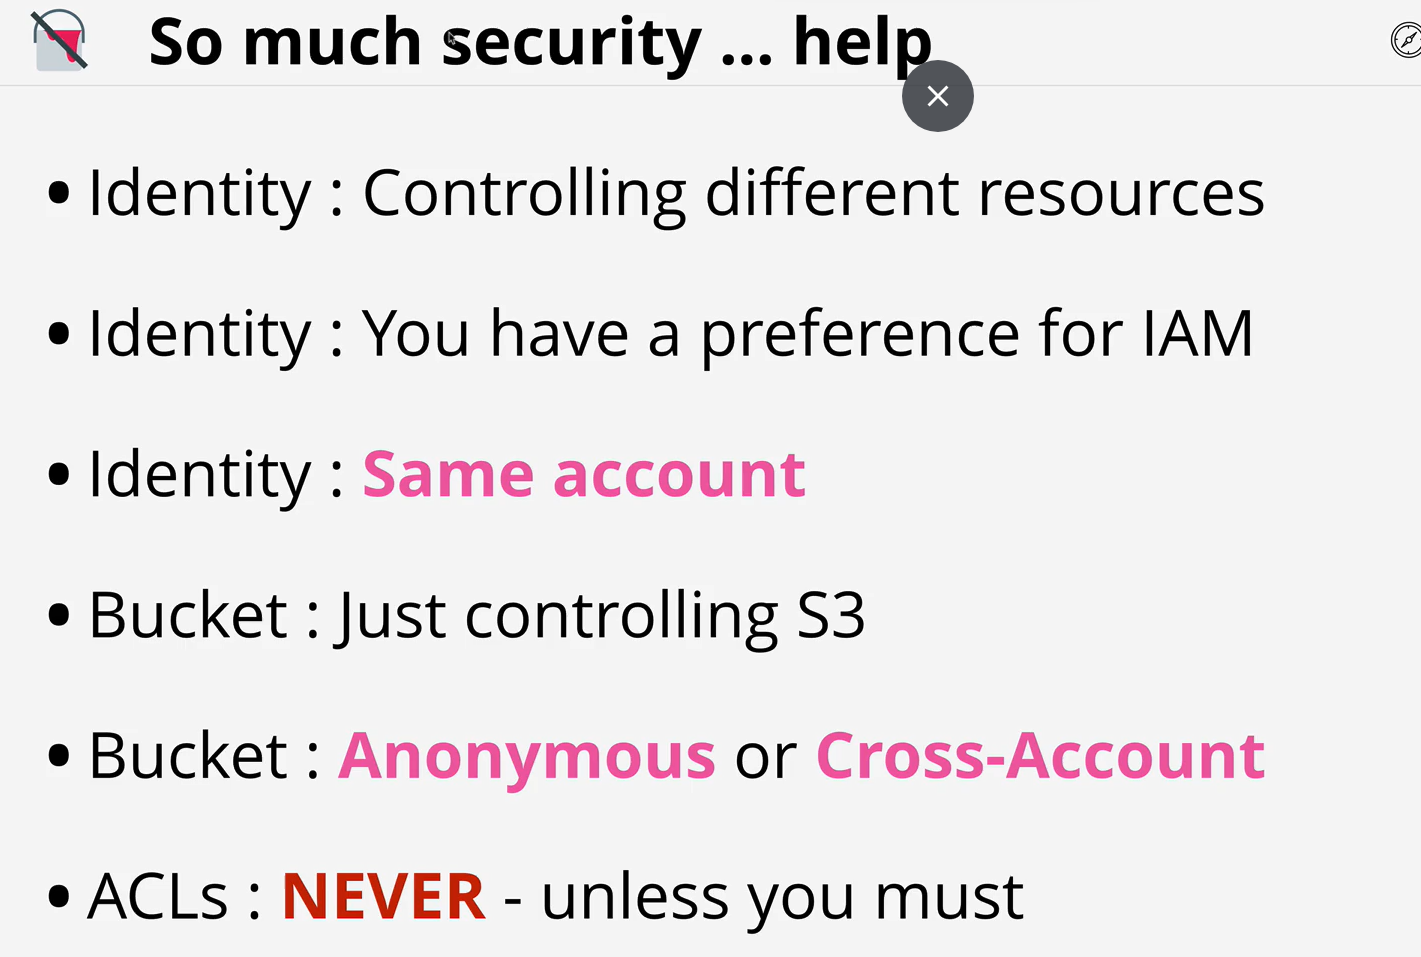 So much security ... help
• Identity : Controlling different resources
• Identity : You have a preference for IAM
• Identity : Same account
• Bucket : Just controlling S3
• Bucket : Anonymous or Cross-Account
• ACLs : NEVER - unless you must